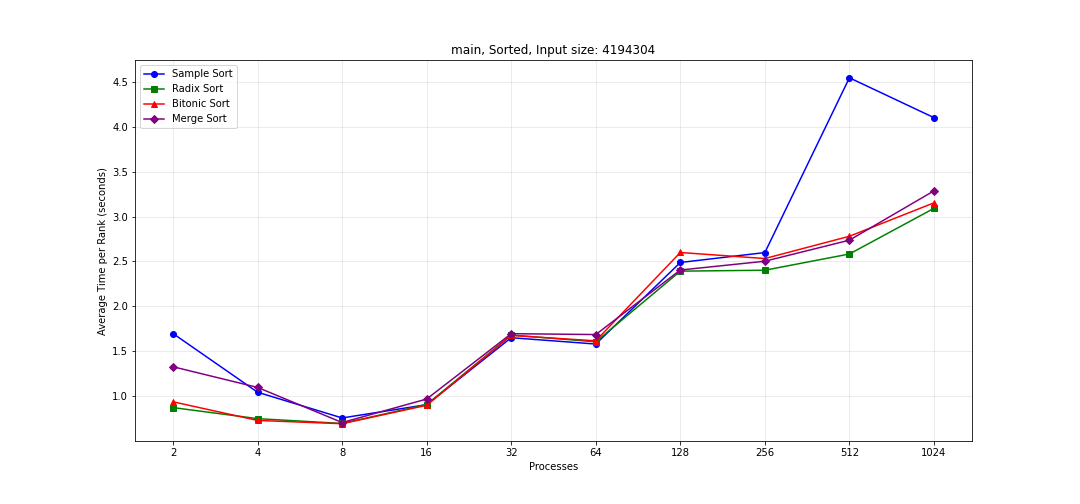 main, Sorted, Input size: 4194304
Sample Sort
Radix Sort
Bitonic Sort
Merge Sort
Average Time per Rank (seconds)
4.5
4.0
3.5
3.0
2.5
2.0
1.5
1.0
2 4 8 16 32 64 128 256 512 1024
Processes